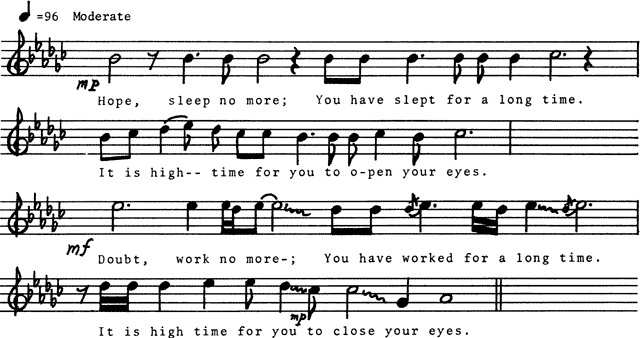 =96 Moderate
mp
Hope, sleep no more; You have slept for a long time.
It is high-- time for you to o-pen your eyes.
mf
Doubt, work no more-; You have worked for a long time.
mp
It is high time for you to close your eyes.